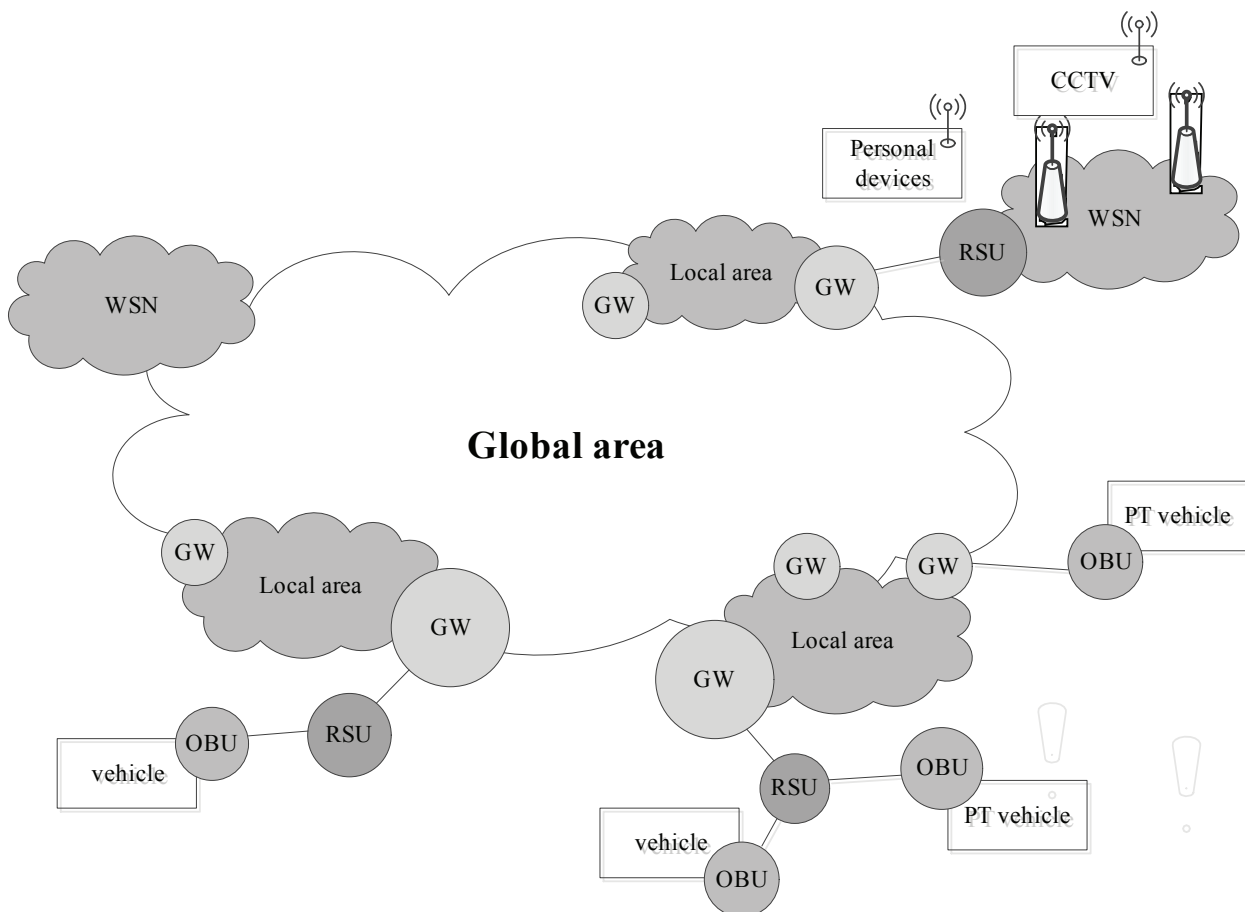 CCTV
Personal
devices
WSN
RSU
Local area
GW
GW
WSN
Global area
PT vehicle
OBU
GW
GW
GW
Local area
GW
Local area
GW
OBU
RSU
vehicle
OBU
RSU
PT vehicle
vehicle
OBU